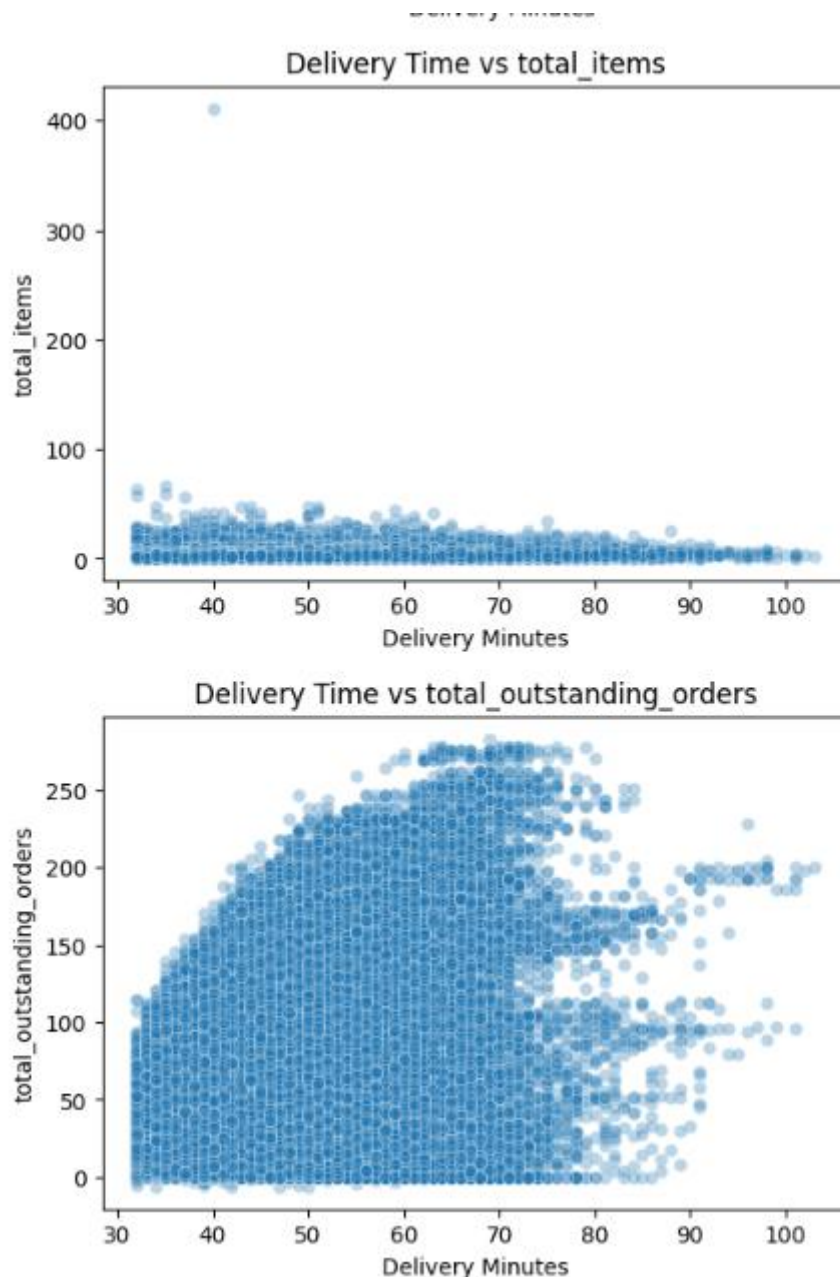 Delivery Minutes
Delivery Time vs total_items
400
300
200
100
0
total_items
30 40 50 60 70 80 90 100
Delivery Minutes
Delivery Time vs total_outstanding_orders
250
200
150
100
50
0
total_outstanding_orders
30 40 50 60 70 80 90 100
Delivery Minutes